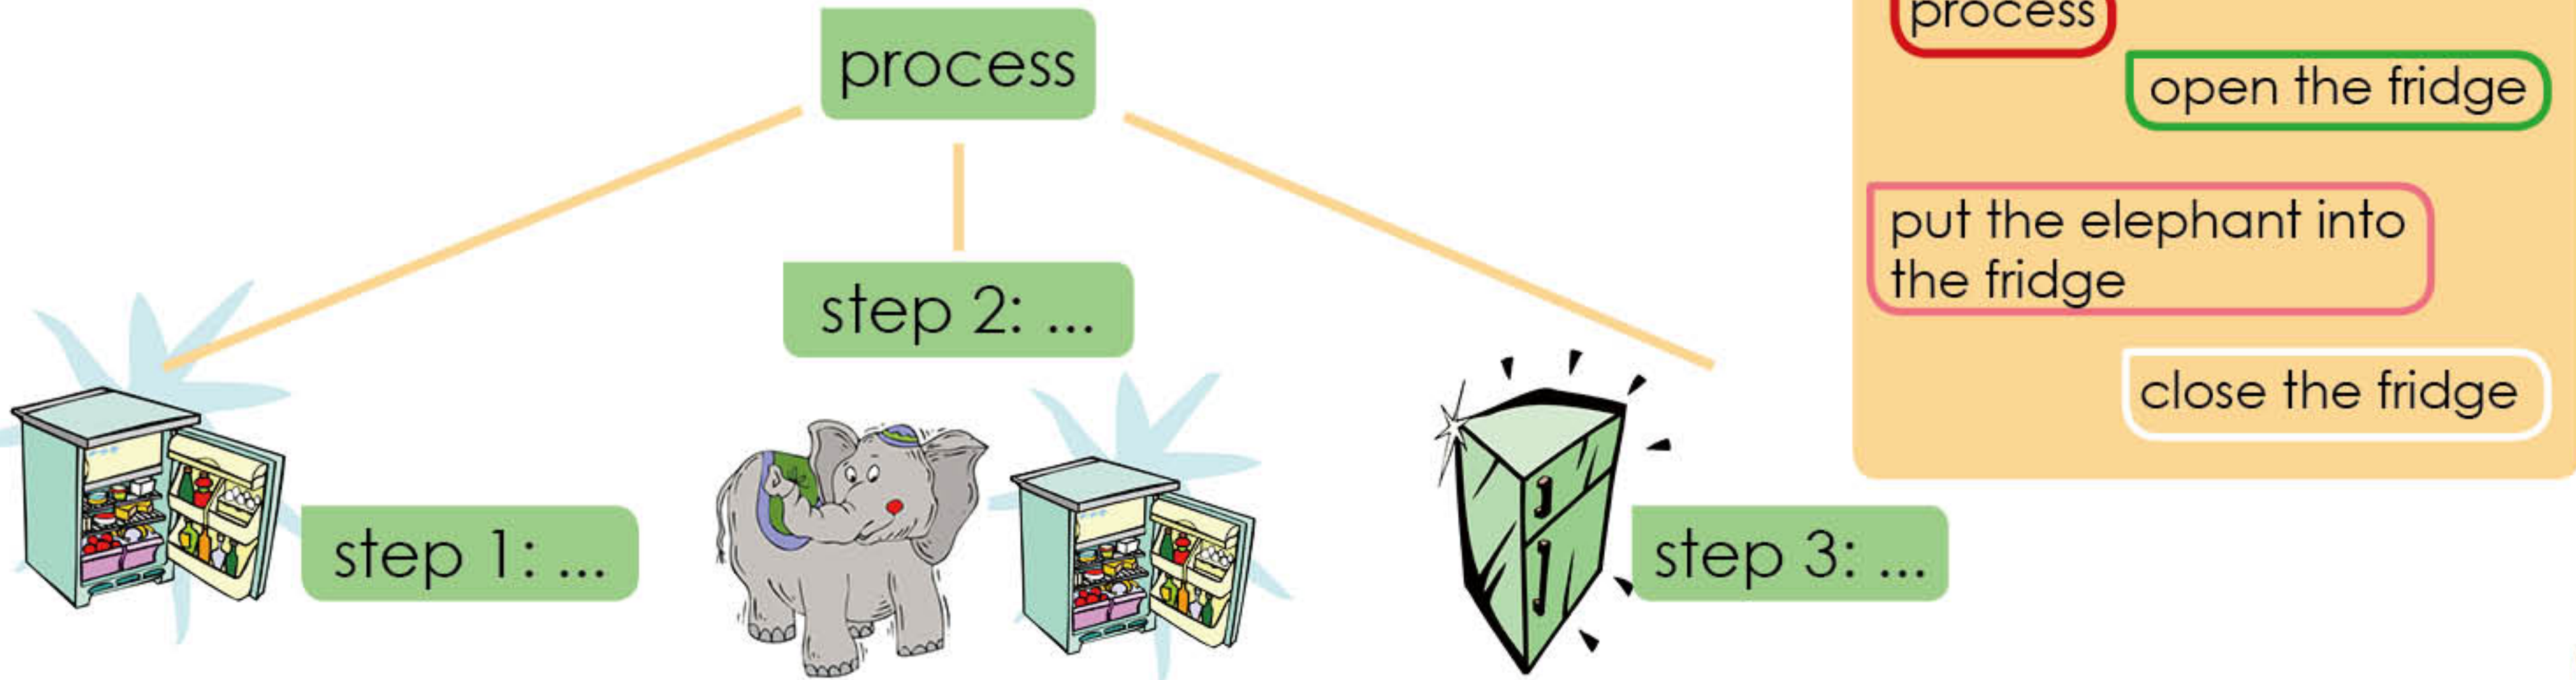 process
step 2: ...
step 1: ...
step 3: ...
process
open the fridge
put the elephant into
the fridge
close the fridge